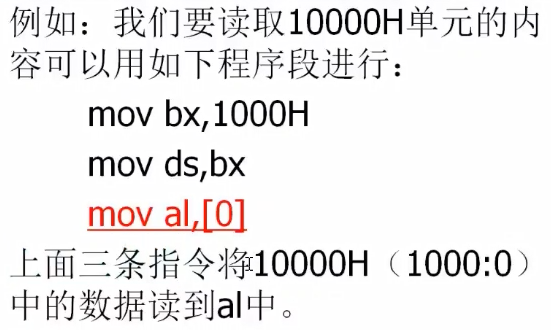 例如：我们要读取10000H单元的内
容可以用如下程序段进行：
mov bx,1000H
mov ds,bx
mov al,[0]
上面三条指令将10000H（1000:0）
中的数据读到al中。